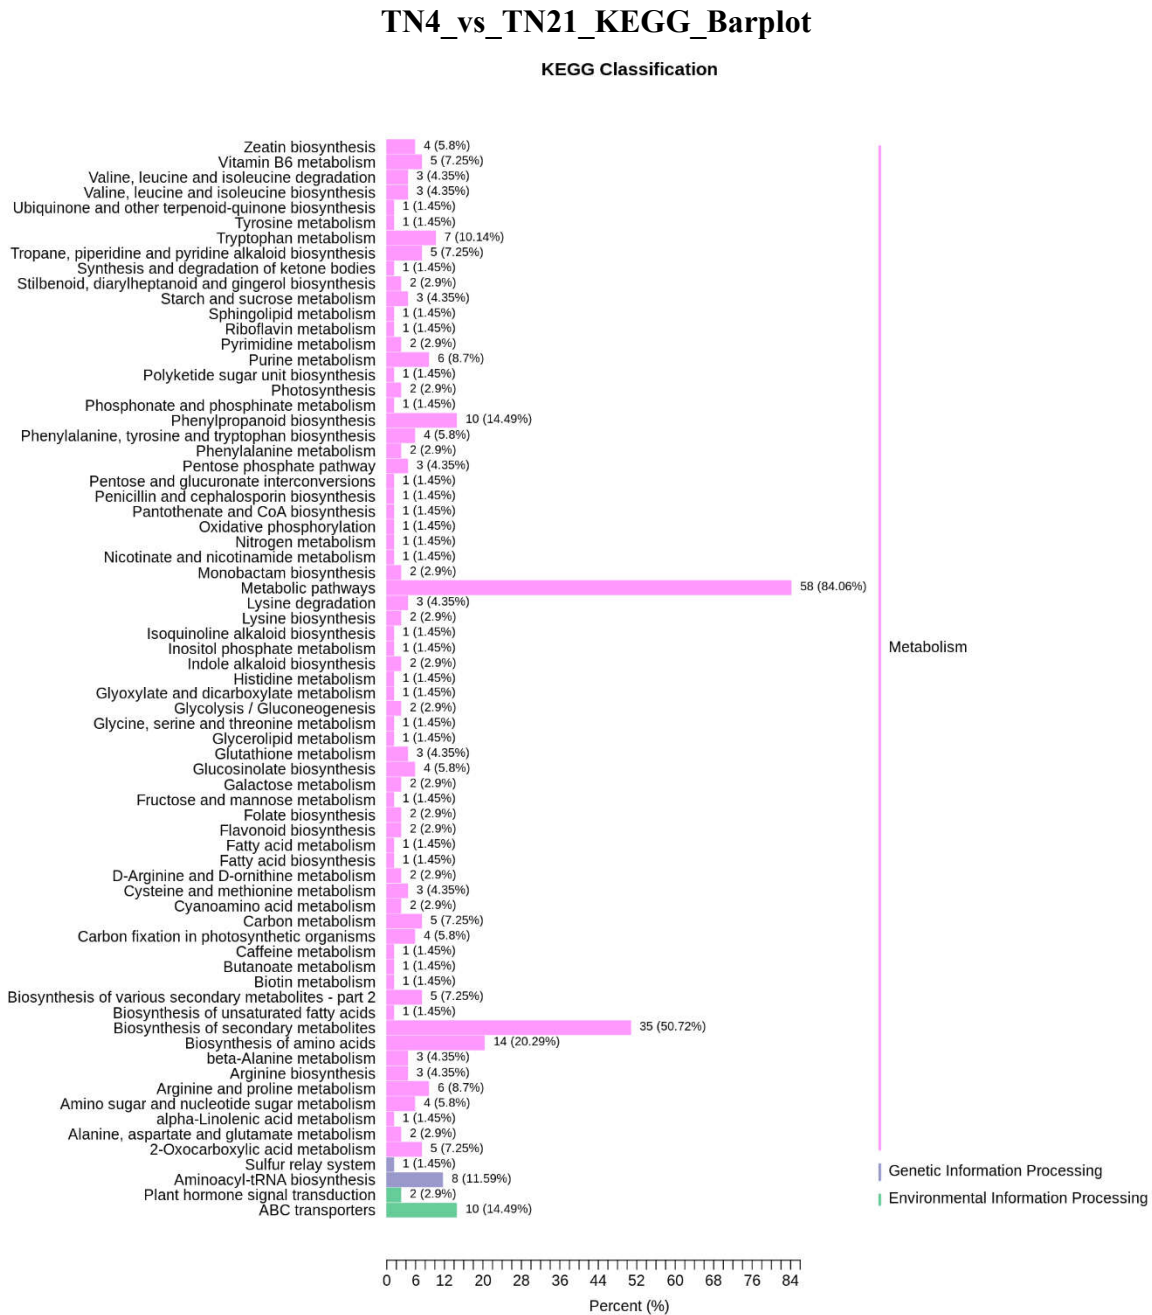 TN4_vs_TN21_KEGG_Barplot
KEGG Classification
Zeatin biosynthesis 4 (5.8%)
Vitamin B6 metabolism 5 (7.25%)
Valine, leucine and isoleucine degradation 3 (4.35%)
Valine, leucine and isoleucine biosynthesis 3 (4.35%)
Ubiquinone and other terpenoid-quinone biosynthesis 1 (1.45%)
Tyrosine metabolism 1 (1.45%)
Tryptophan metabolism 7 (10.14%)
Tropane, piperidine and pyridine alkaloid biosynthesis 5 (7.25%)
Synthesis and degradation of ketone bodies 1 (1.45%)
Stilbenoid, diarylheptanoid and gingerol biosynthesis 2 (2.9%)
Starch and sucrose metabolism 3 (4.35%)
Sphingolipid metabolism 1 (1.45%)
Riboflavin metabolism 1 (1.45%)
Pyrimidine metabolism 2 (2.9%)
Purine metabolism 6 (8.7%)
Polyketide sugar unit biosynthesis 1 (1.45%)
Photosynthesis 2 (2.9%)
Phosphonate and phosphinate metabolism 1 (1.45%)
Phenylpropanoid biosynthesis 10 (14.49%)
Phenylalanine, tyrosine and tryptophan biosynthesis 4 (5.8%)
Phenylalanine metabolism 2 (2.9%)
Pentose phosphate pathway 3 (4.35%)
Pentose and glucuronate interconversions 1 (1.45%)
Penicillin and cephalosporin biosynthesis 1 (1.45%)
Pantothenate and CoA biosynthesis 1 (1.45%)
Oxidative phosphorylation 1 (1.45%)
Nitrogen metabolism 1 (1.45%)
Nicotinate and nicotinamide metabolism 1 (1.45%)
Monobactam biosynthesis 2 (2.9%)
Metabolic pathways 58 (84.06%)
Lysine degradation 3 (4.35%)
Lysine biosynthesis 2 (2.9%)
Isoquinoline alkaloid biosynthesis 1 (1.45%)
Inositol phosphate metabolism 1 (1.45%)
Metabolism
Indole alkaloid biosynthesis 2 (2.9%)
Histidine metabolism 1 (1.45%)
Glyoxylate and dicarboxylate metabolism 1 (1.45%)
Glycolysis / Gluconeogenesis 2 (2.9%)
Glycine, serine and threonine metabolism 1 (1.45%)
Glycerolipid metabolism 1 (1.45%)
Glutathione metabolism 3 (4.35%)
Glucosinolate biosynthesis 4 (5.8%)
Galactose metabolism 2 (2.9%)
Fructose and mannose metabolism 1 (1.45%)
Folate biosynthesis 2 (2.9%)
Flavonoid biosynthesis 2 (2.9%)
Fatty acid metabolism 1 (1.45%)
Fatty acid biosynthesis 1 (1.45%)
D-Arginine and D-ornithine metabolism 2 (2.9%)
Cysteine and methionine metabolism 3 (4.35%)
Cyanoamino acid metabolism 2 (2.9%)
Carbon metabolism 5 (7.25%)
Carbon fixation in photosynthetic organisms 4 (5.8%)
Caffeine metabolism 1 (1.45%)
Butanoate metabolism 1 (1.45%)
Biotin metabolism 1 (1.45%)
Biosynthesis of various secondary metabolites - part 2 5 (7.25%)
Biosynthesis of unsaturated fatty acids 1 (1.45%)
Biosynthesis of secondary metabolites 35 (50.72%)
Biosynthesis of amino acids 14 (20.29%)
beta-Alanine metabolism 3 (4.35%)
Arginine biosynthesis 3 (4.35%)
Arginine and proline metabolism 6 (8.7%)
Amino sugar and nucleotide sugar metabolism 4 (5.8%)
alpha-Linolenic acid metabolism 1 (1.45%)
Alanine, aspartate and glutamate metabolism 2 (2.9%)
2-Oxocarboxylic acid metabolism 5 (7.25%)
Sulfur relay system 1 (1.45%)
Genetic Information Processing
Aminoacyl-tRNA biosynthesis 8 (11.59%)
Plant hormone signal transduction 2 (2.9%)
Environmental Information Processing
ABC transporters 10 (14.49%)
0 6 12 20 28 36 44 52 60 68 76 84
Percent (%)